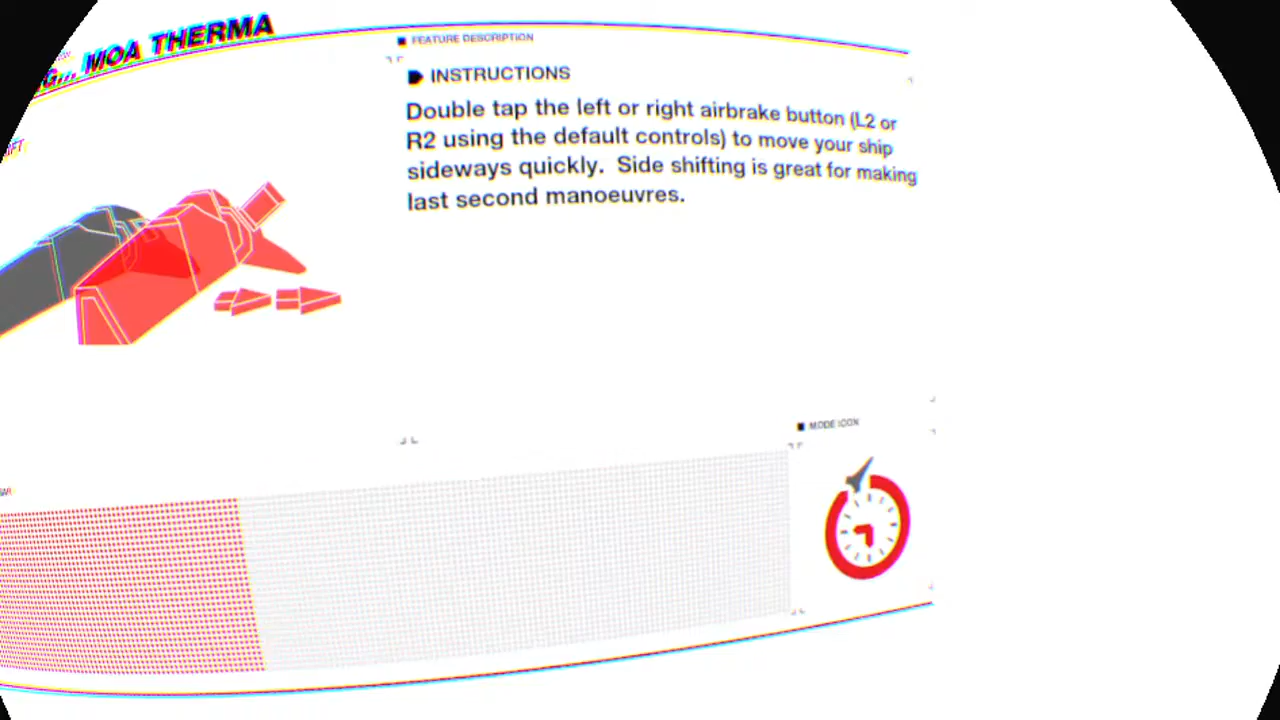 MOA THERMA
FEATURE DESCRIPTION
INSTRUCTIONS
Double tap the left or right airbrake button (L2 or
R2 using the default controls) to move your ship
sideways quickly. Side shifting is great for making
last second manoeuvres.
MODE ICON